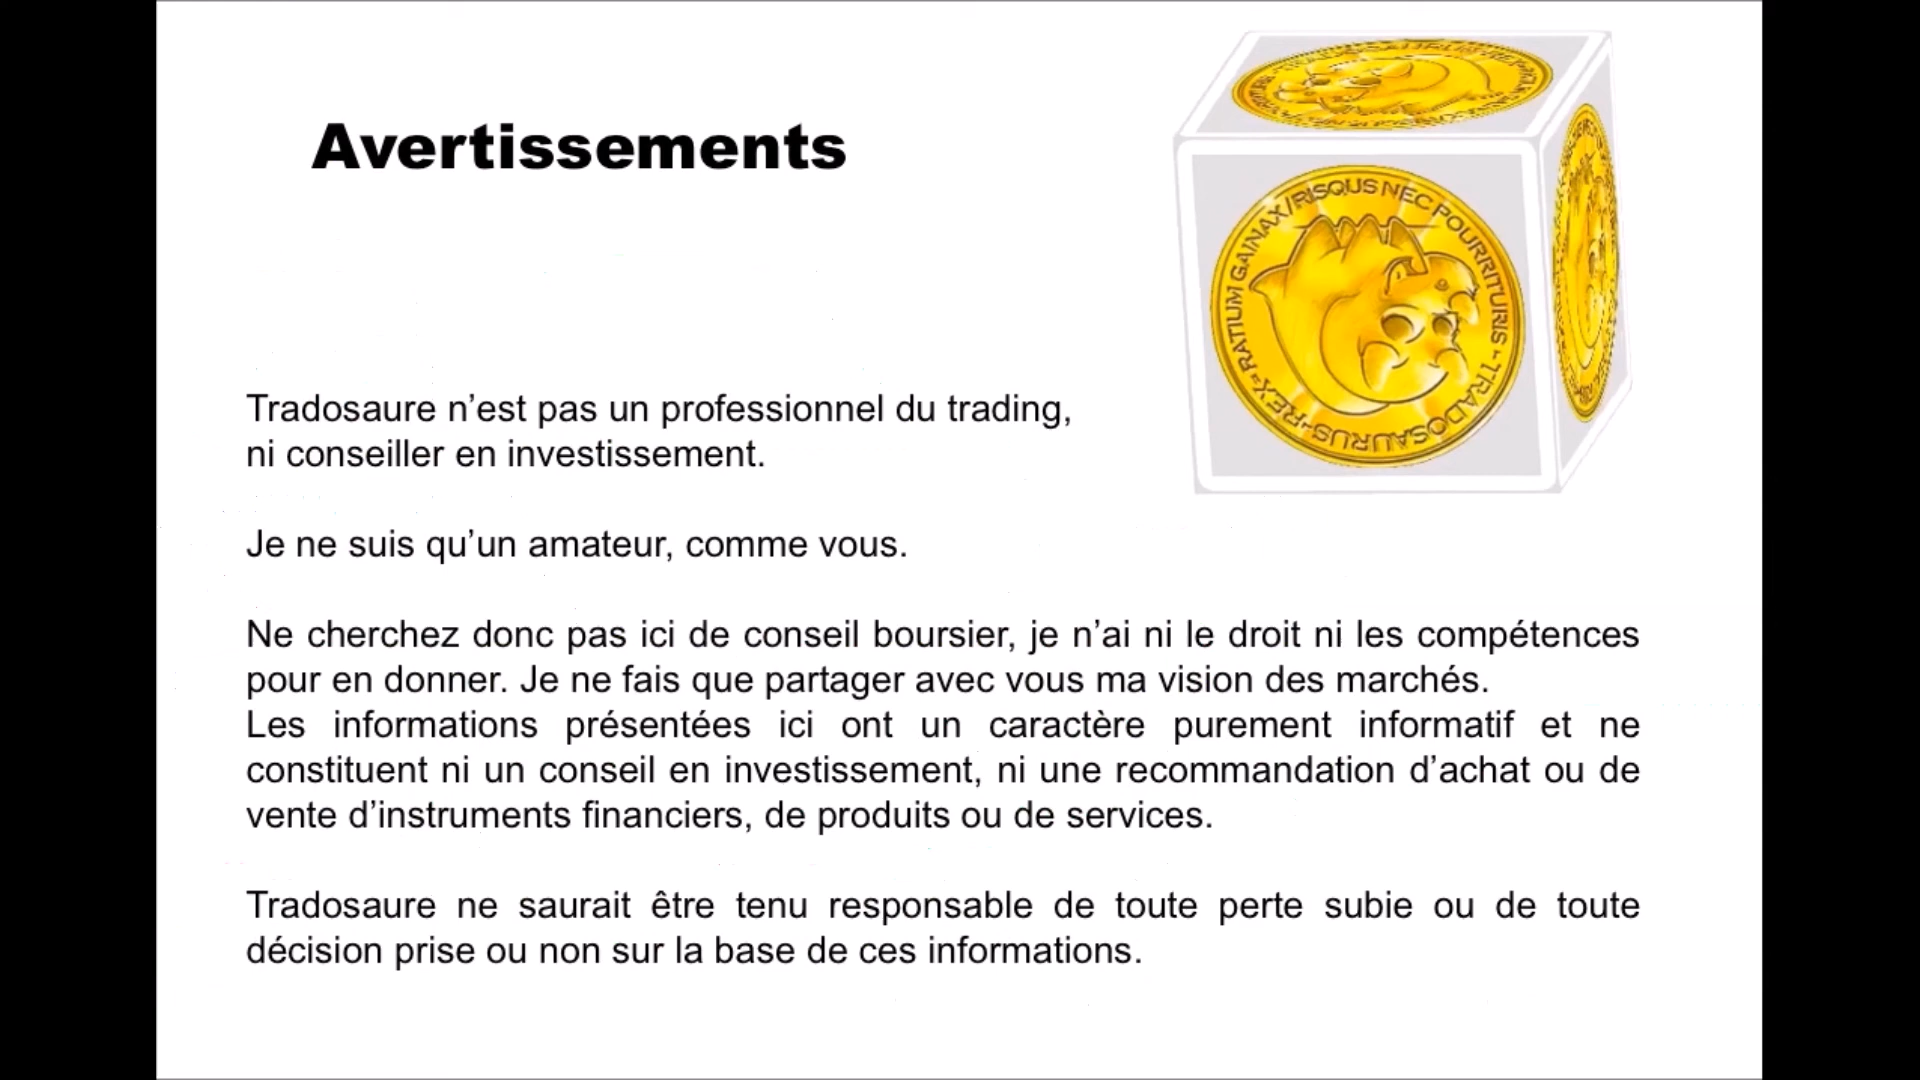 Avertissements
RATIUM GAINAX / RISQUS NEC POURRITURIS - TRADOSAURUS-REX-
Tradosaure n’est pas un professionnel du trading,
ni conseiller en investissement.
Je ne suis qu’un amateur, comme vous.
Ne cherchez donc pas ici de conseil boursier, je n’ai ni le droit ni les compétences
pour en donner. Je ne fais que partager avec vous ma vision des marchés.
Les informations présentées ici ont un caractère purement informatif et ne
constituent ni un conseil en investissement, ni une recommandation d’achat ou de
vente d’instruments financiers, de produits ou de services.
Tradosaure ne saurait être tenu responsable de toute perte subie ou de toute
décision prise ou non sur la base de ces informations.